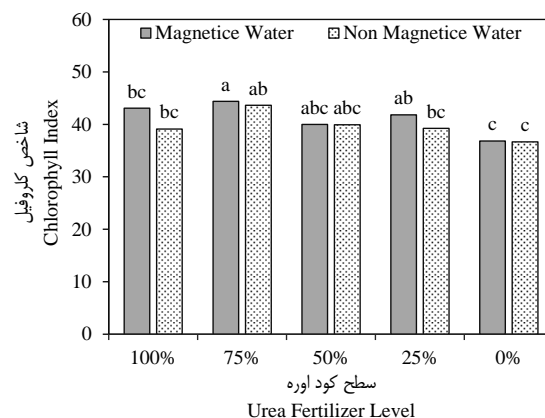 60
Magnetice Water Non Magnetice Water
50
40
30
20
10
0
bc bc a ab abc abc ab bc c c
شاخص کلروفیل
Chlorophyll Index
100% 75% 50% 25% 0%
سطح کود اوره
Urea Fertilizer Level